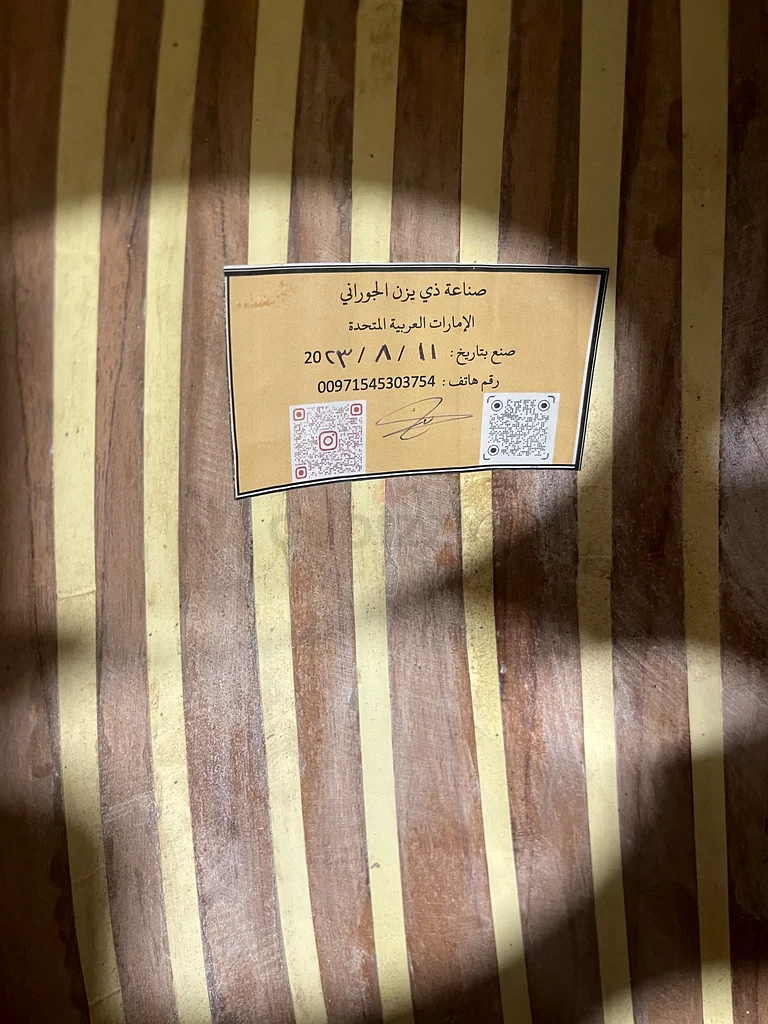 صناعة ذي يزن الجوراني
الإمارات العربية المتحدة
صنع بتاريخ: ١١ / ٨ / 20٢٣
رقم هاتف : 00971545303754